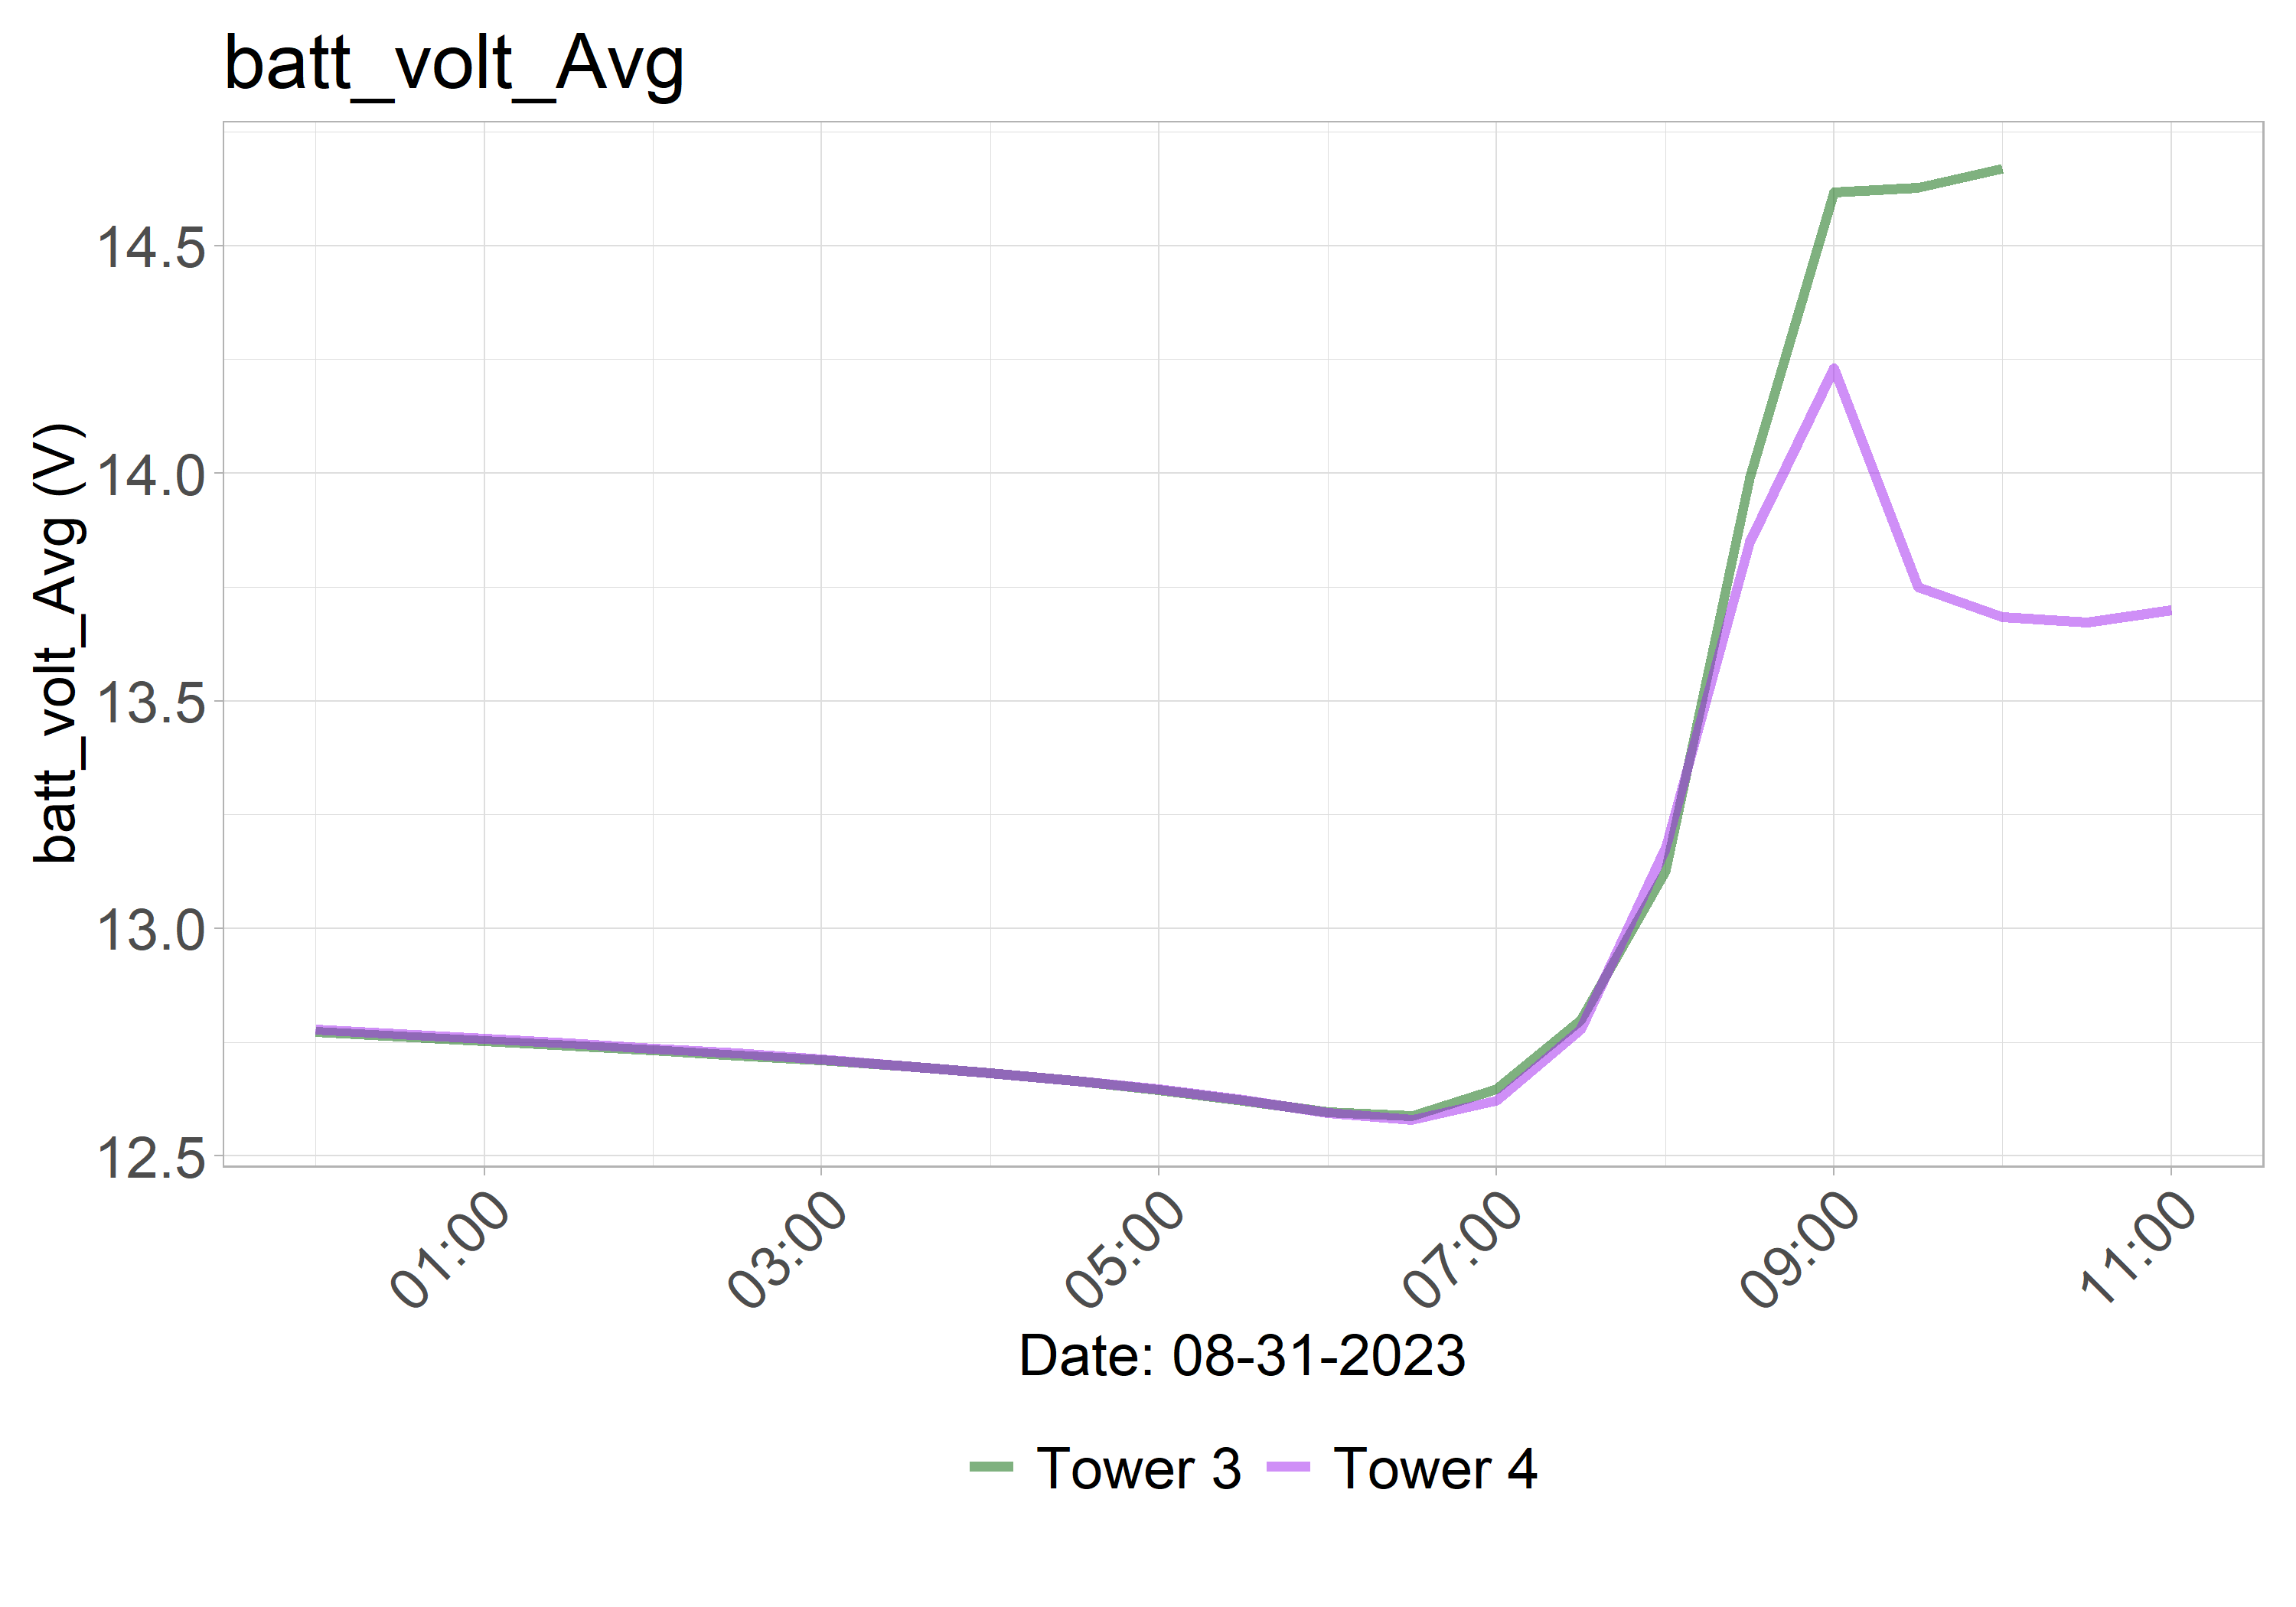 batt_volt_Avg
batt_volt_Avg (V)
14.5
14.0
13.5
13.0
12.5
01:00 03:00 05:00 07:00 09:00 11:00
Date: 08-31-2023
Tower 3 Tower 4